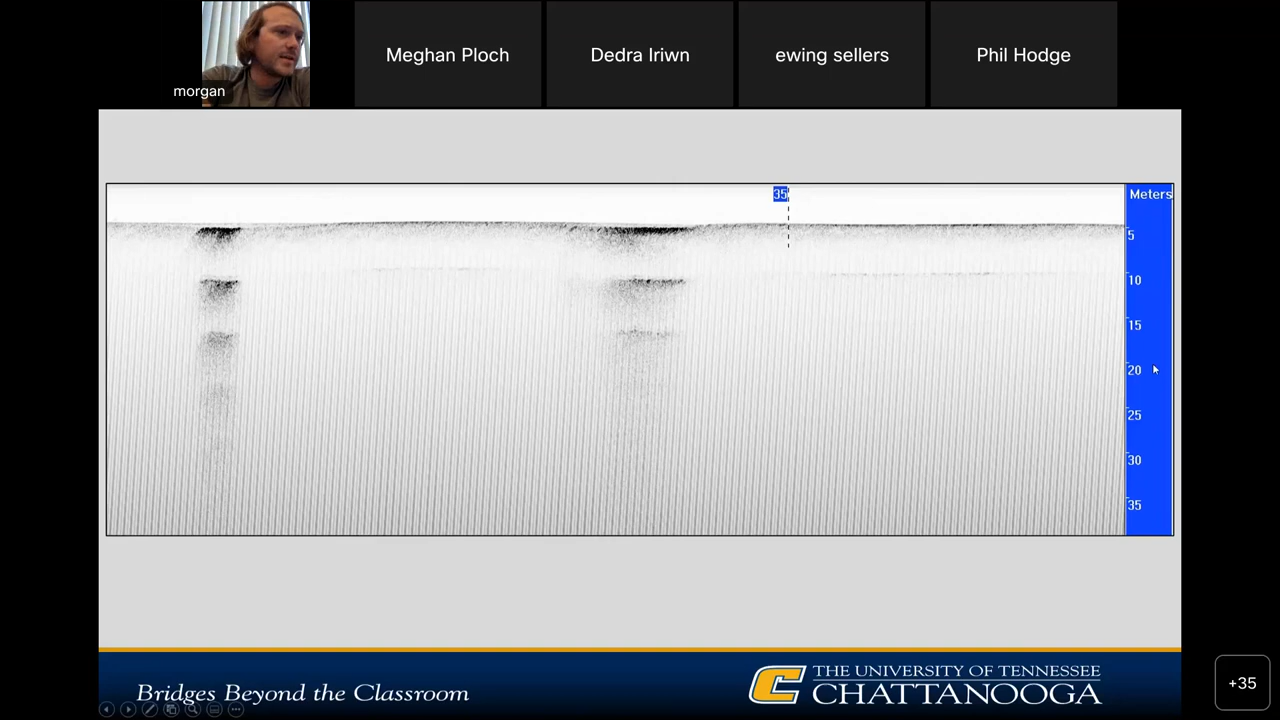 morgan
Meghan Ploch
Dedra Iriwn
ewing sellers
Phil Hodge
35
Meters
5
10
15
20
25
30
35
Bridges Beyond the Classroom
C
THE UNIVERSITY OF TENNESSEE
CHATTANOOGA
+35